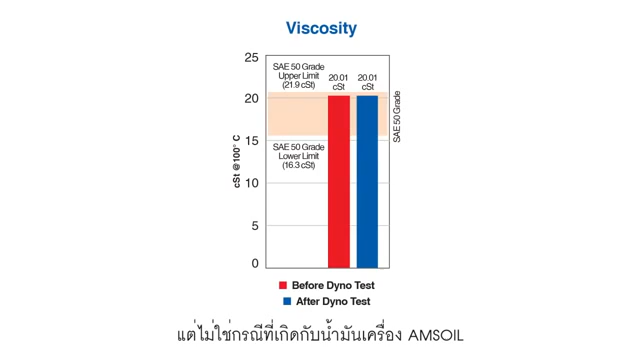 Viscosity
25
SAE 50 Grade
Upper Limit
(21.9 cSt)
20.01
cSt
20.01
cSt
20
SAE 50 Grade
15
SAE 50 Grade
Lower Limit
(16.3 cSt)
cSt @100° C
10
5
0
Before Dyno Test
After Dyno Test
แต่ไม่ใช่กรณีที่เกิดกับน้ำมันเครื่อง AMSOIL